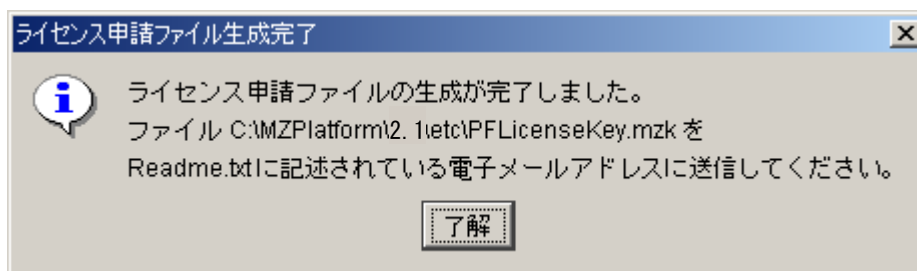 ライセンス申請ファイル生成完了
ライセンス申請ファイルの生成が完了しました。
ファイル C:\MZPlatform\2. 1\etc\PFLicenseKey.mzk を
Readme.txtに記述されている電子メールアドレスに送信してください。
了解